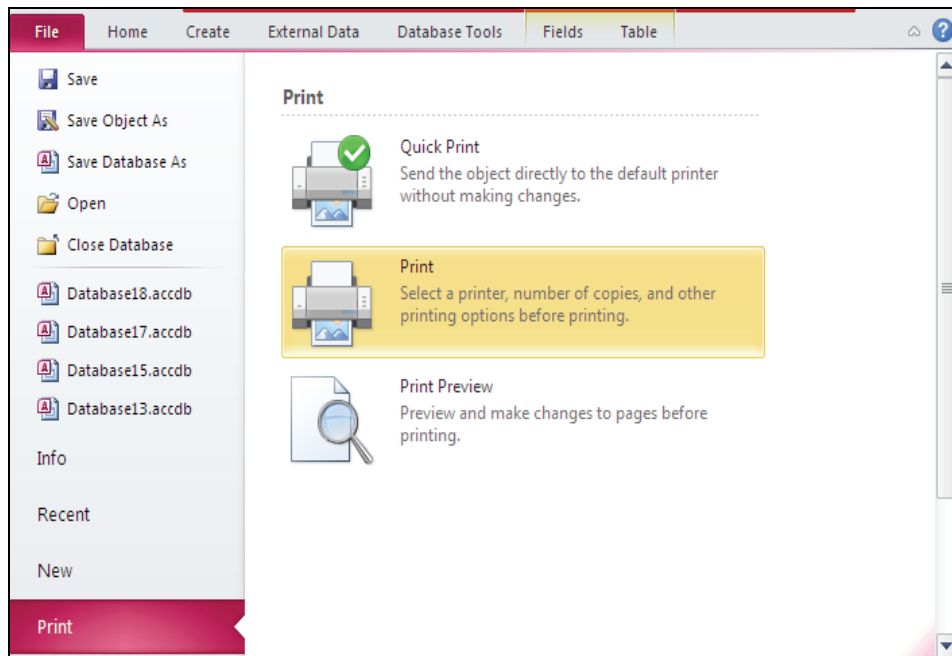 File Home Create External Data Database Tools Fields Table
Save
Save Object As
Save Database As
Open
Close Database
Database18.accdb
Database17.accdb
Database15.accdb
Database13.accdb
Info
Recent
New
Print
Print
Quick Print
Send the object directly to the default printer
without making changes.
Print
Select a printer, number of copies, and other
printing options before printing.
Print Preview
Preview and make changes to pages before
printing.